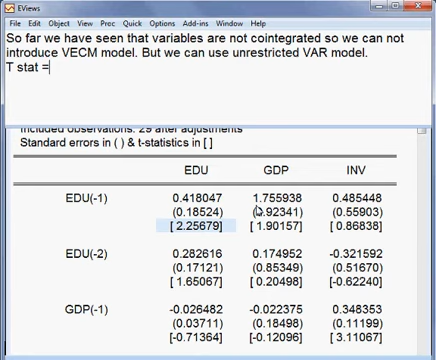 EViews
File Edit Object View Proc Quick Options Add-ins Window Help
So far we have seen that variables are not cointegrated so we can not
introduce VECM model. But we can use unrestricted VAR model.
T stat =
Included observations: 29 after adjustments
Standard errors in ( ) & t-statistics in [ ]
EDU GDP INV
EDU(-1) 0.418047 1.755938 0.485448
(0.18524) (0.92341) (0.55903)
[ 2.25679] [ 1.90157] [ 0.86838]
EDU(-2) 0.282616 0.174952 -0.321592
(0.17121) (0.85349) (0.51670)
[ 1.65067] [ 0.20498] [-0.62240]
GDP(-1) -0.026482 -0.022375 0.348353
(0.03711) (0.18498) (0.11199)
[-0.71364] [-0.12096] [ 3.11067]